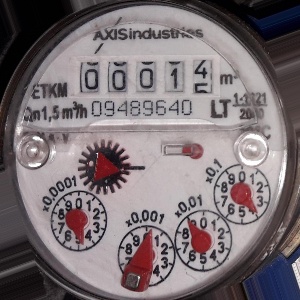 AXISindustries
0 0 0 1 4 m³
ETKM
Qn1,5 m³/h 09489640 LT
x0,0001
x0,001
x0,01
x0,1